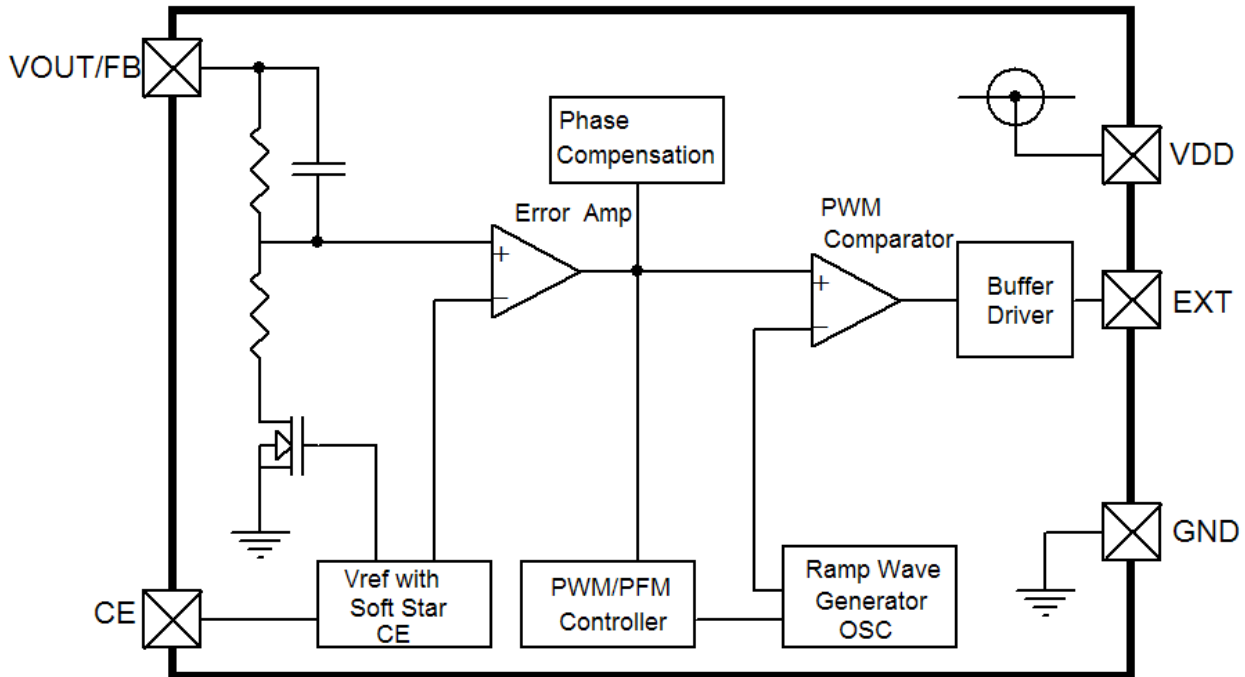 VOUT/FB
Phase
Compensation
VDD
Error Amp
PWM
Comparator
+
−
+
−
Buffer
Driver
EXT
GND
CE
Vref with
Soft Star
CE
PWM/PFM
Controller
Ramp Wave
Generator
OSC